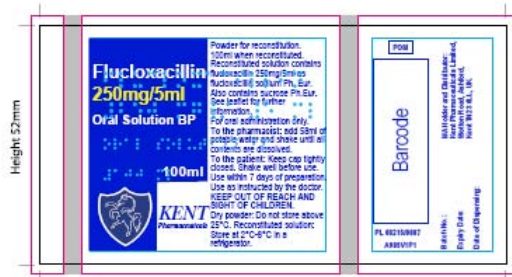 Height 52mm
Flucloxacillin
250mg/5ml
Oral Solution BP
100ml
KENT
Pharmaceuticals
Powder for reconstitution.
100ml when reconstituted.
Reconstituted solution contains
flucloxacillin 250mg/5ml as
flucloxacillin sodium Ph. Eur.
Also contains sucrose Ph.Eur.
See leaflet for further
information.
For oral administration only.
To the pharmacist: add 58ml of
potable water and shake until all
contents are dissolved.
To the patient: Keep cap tightly
closed. Shake well before use.
Use within 7 days of preparation.
Use as instructed by the doctor.
KEEP OUT OF REACH AND
SIGHT OF CHILDREN.
Dry powder: Do not store above
25°C. Reconstituted solution:
Store at 2°C-8°C in a
refrigerator.
POM
Barcode
MA Holder and Distributor:
Kent Pharmaceuticals Limited,
Road, Ashford,
Kent
UK.
Batch No.:
Expiry Date:
Date of Dispensing: